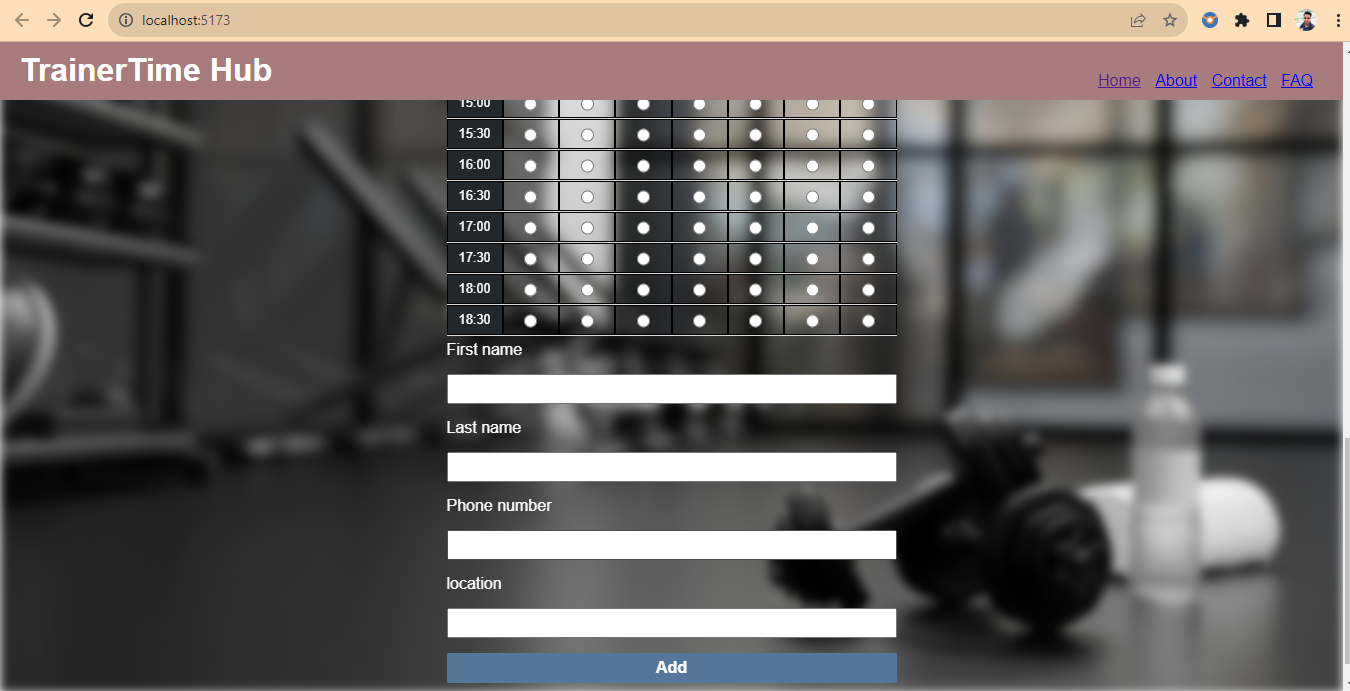 localhost:5173
TrainerTime Hub
Home About Contact FAQ
15:00
15:30
16:00
16:30
17:00
17:30
18:00
18:30
First name
Last name
Phone number
location
Add